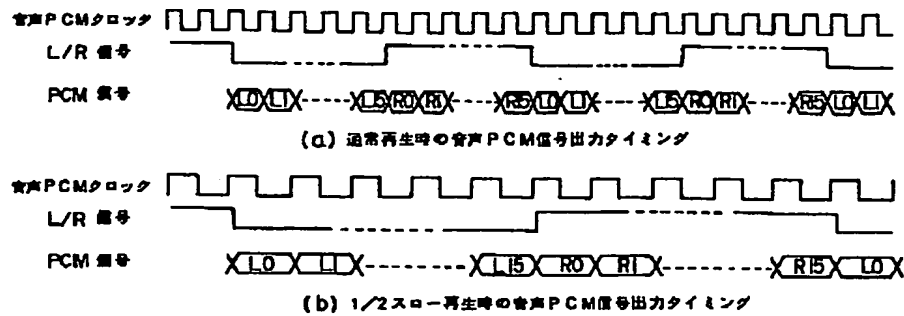 音声PCMクロック
L/R 信号
PCM 信号
L0 L1 L15 R0 R1 R15 L0 L1 L15 R0 R1 R15 L0 L1
(a) 通常再生時の音声PCM信号出力タイミング
音声PCMクロック
L/R 信号
PCM 信号
L0 L1 L15 R0 R1 R15 L0
(b) 1/2スロー再生時の音声PCM信号出力タイミング